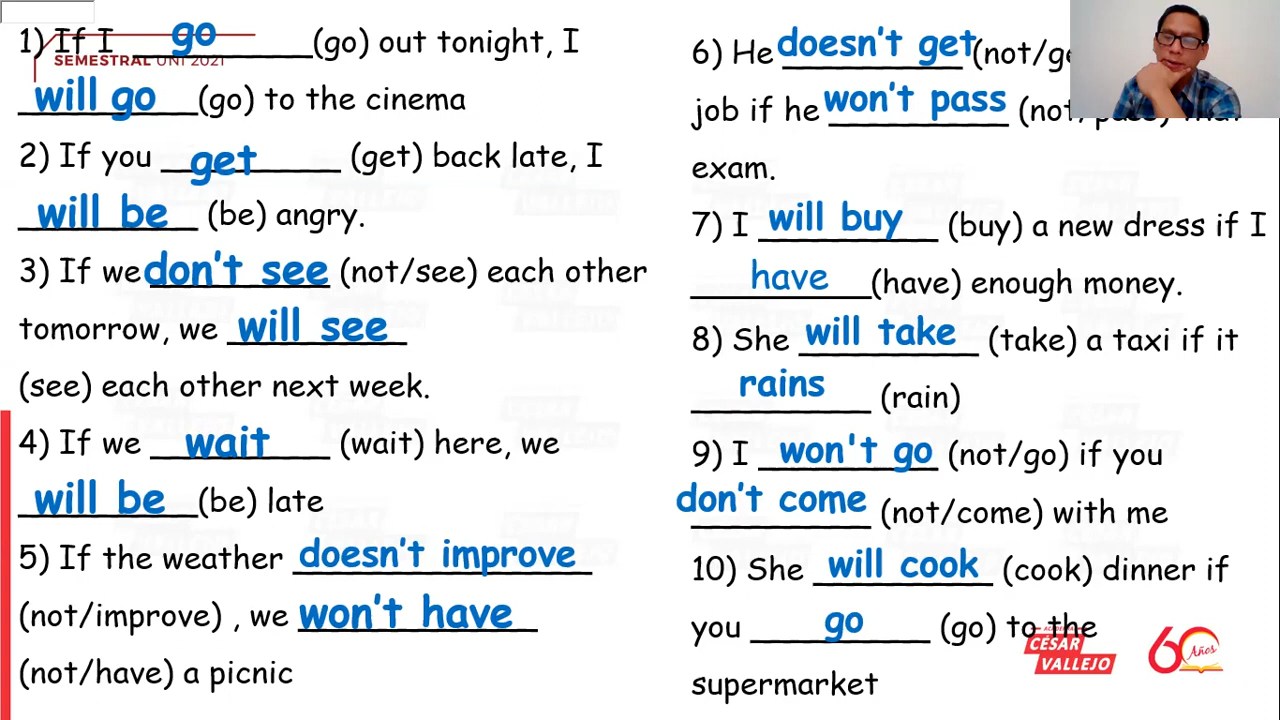 1) If I go (go) out tonight, I
SEMESTRAL UNI 2021
will go (go) to the cinema
2) If you get (get) back late, I
will be (be) angry.
3) If we don't see (not/see) each other
tomorrow, we will see
(see) each other next week.
4) If we wait (wait) here, we
will be (be) late
5) If the weather doesn't improve
(not/improve) , we won't have
(not/have) a picnic
6) He doesn't get (not/ge
job if he won't pass (not/pass) that
exam.
7) I will buy (buy) a new dress if I
have (have) enough money.
8) She will take (take) a taxi if it
rains (rain)
9) I won't go (not/go) if you
don't come (not/come) with me
10) She will cook (cook) dinner if
you go (go) to the
supermarket
ACADEMIA
CÉSAR
VALLEJO
60 Años